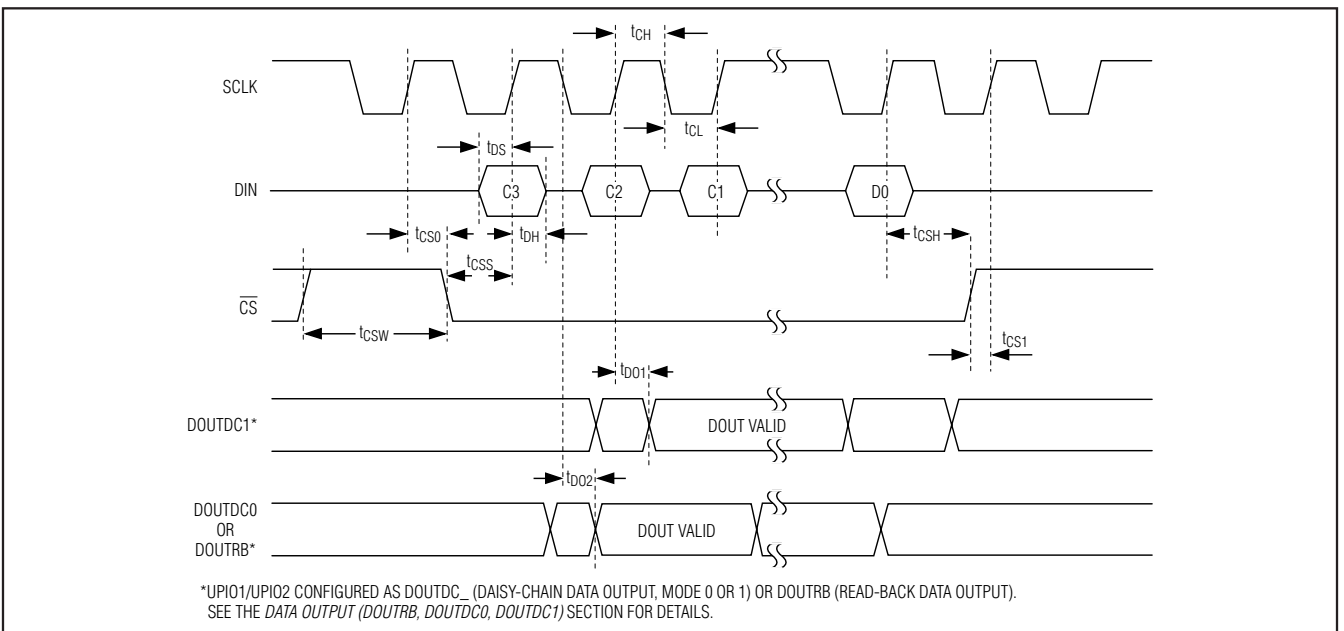 tCH
SCLK
tCL
tDS
DIN
C3
C2
C1
D0
tCS0
tDH
tCSH
tCSS
CS
tCSW
tCS1
tDO1
DOUTDC1*
DOUT VALID
tDO2
DOUTDC0
OR
DOUTRB*
DOUT VALID
*UPIO1/UPIO2 CONFIGURED AS DOUTDC_ (DAISY-CHAIN DATA OUTPUT, MODE 0 OR 1) OR DOUTRB (READ-BACK DATA OUTPUT).
SEE THE DATA OUTPUT (DOUTRB, DOUTDC0, DOUTDC1) SECTION FOR DETAILS.